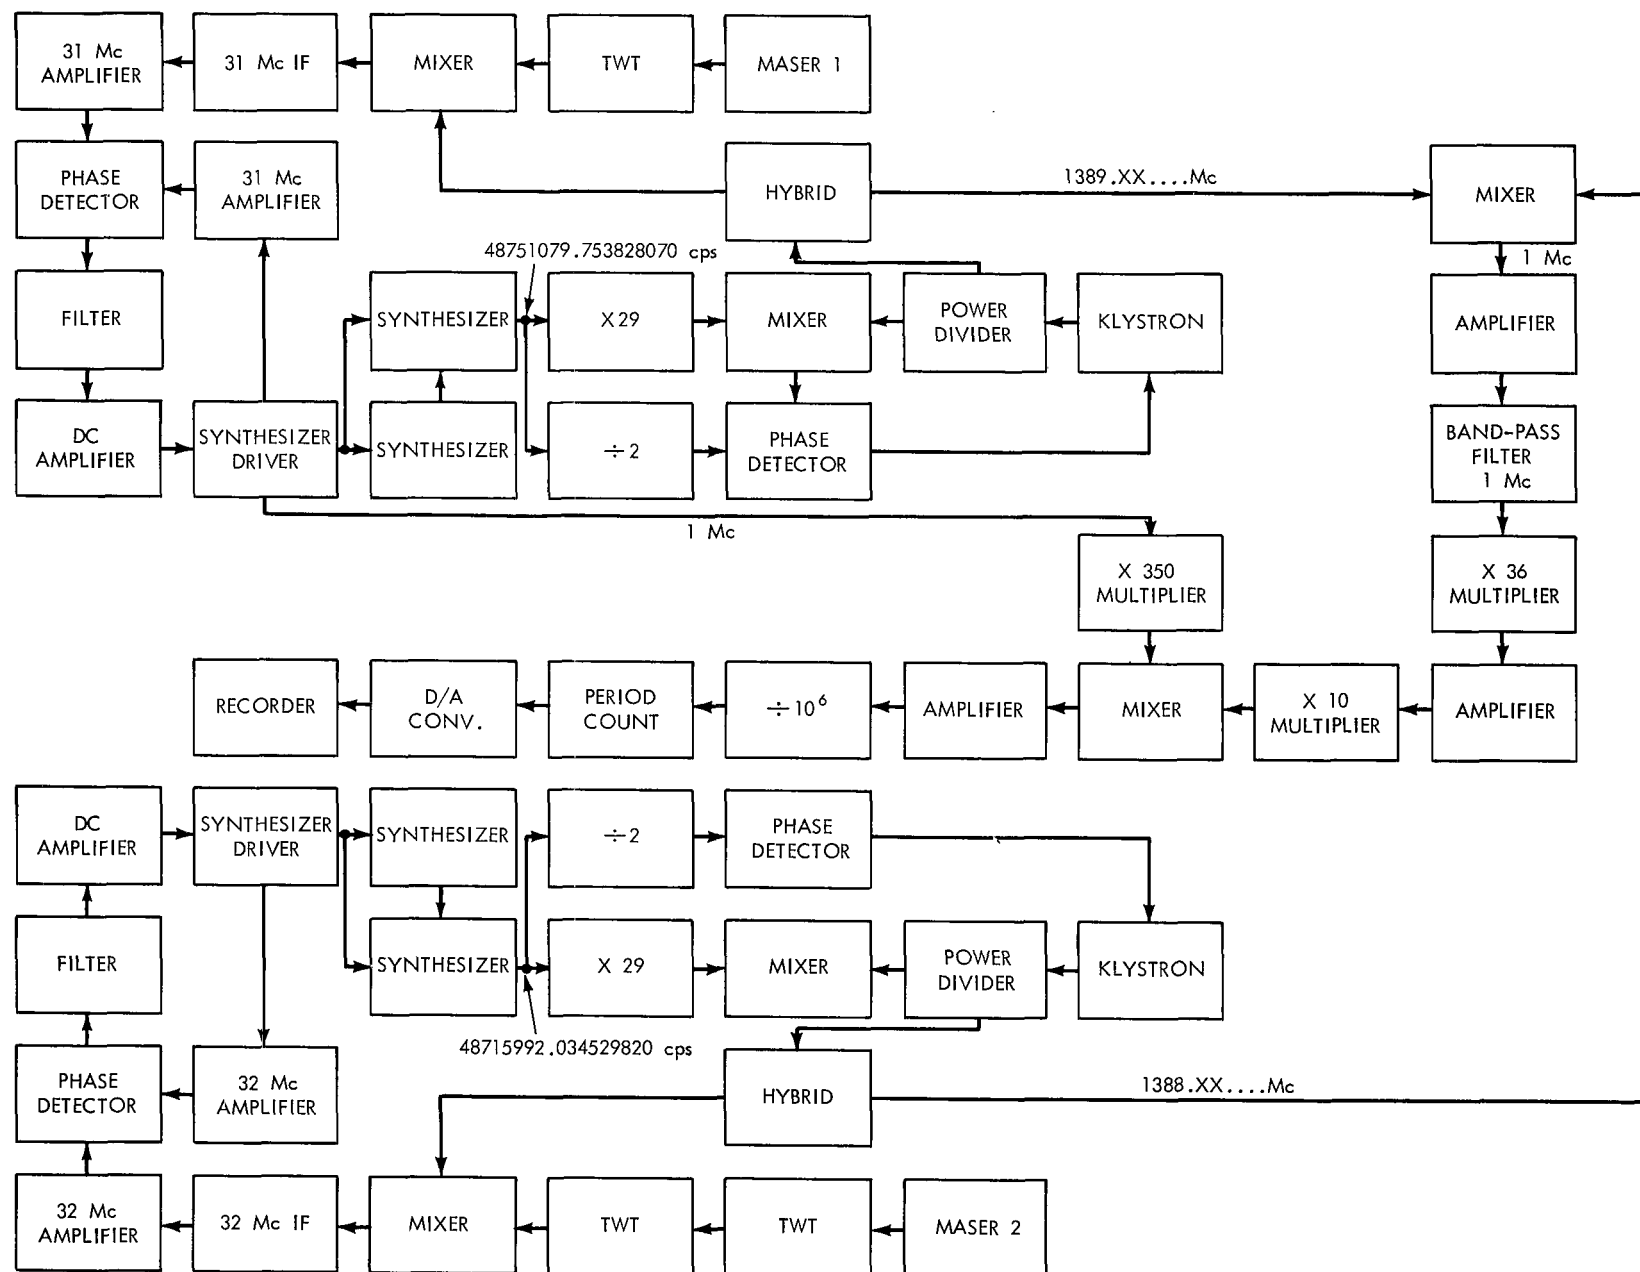 31 Mc
AMPLIFIER
31 Mc IF
MIXER
TWT
MASER 1
PHASE
DETECTOR
31 Mc
AMPLIFIER
HYBRID
1389.XX....Mc
MIXER
48751079.753828070 cps
1 Mc
FILTER
SYNTHESIZER
X29
MIXER
POWER
DIVIDER
KLYSTRON
AMPLIFIER
DC
AMPLIFIER
SYNTHESIZER
DRIVER
SYNTHESIZER
÷2
PHASE
DETECTOR
BAND-PASS
FILTER
1 Mc
1 Mc
X 350
MULTIPLIER
X 36
MULTIPLIER
RECORDER
D/A
CONV.
PERIOD
COUNT
÷10⁶
AMPLIFIER
MIXER
X 10
MULTIPLIER
AMPLIFIER
DC
AMPLIFIER
SYNTHESIZER
DRIVER
SYNTHESIZER
÷2
PHASE
DETECTOR
FILTER
SYNTHESIZER
X 29
MIXER
POWER
DIVIDER
KLYSTRON
48715992.034529820 cps
PHASE
DETECTOR
32 Mc
AMPLIFIER
HYBRID
1388.XX....Mc
32 Mc
AMPLIFIER
32 Mc IF
MIXER
TWT
TWT
MASER 2